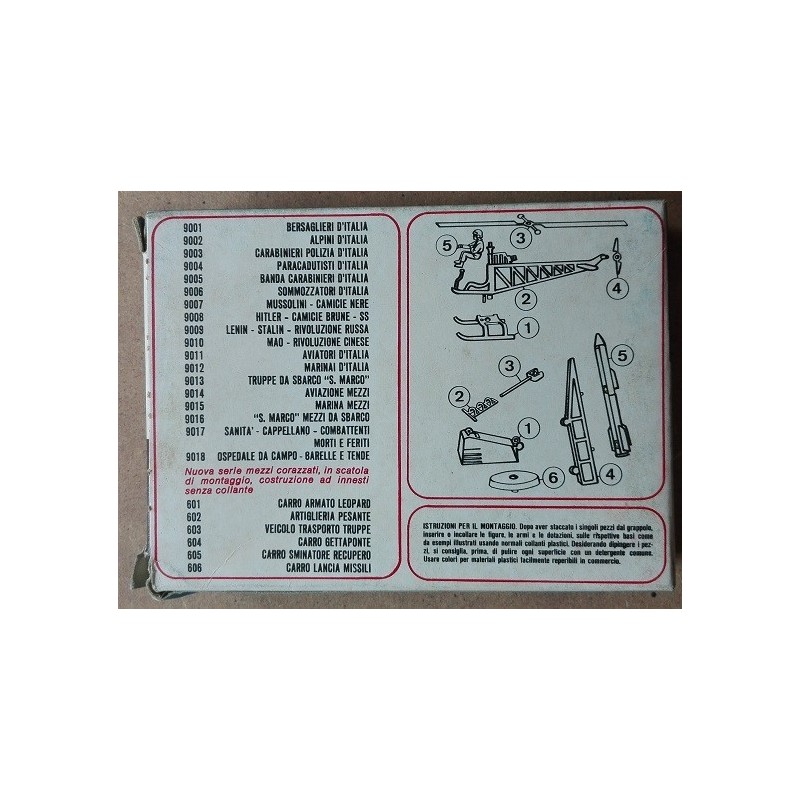 9001 BERSAGLIERI D'ITALIA
9002 ALPINI D'ITALIA
9003 CARABINIERI POLIZIA D'ITALIA
9004 PARACADUTISTI D'ITALIA
9005 BANDA CARABINIERI D'ITALIA
9006 SOMMOZZATORI D'ITALIA
9007 MUSSOLINI - CAMICIE NERE
9008 HITLER - CAMICIE BRUNE - SS
9009 LENIN - STALIN - RIVOLUZIONE RUSSA
9010 MAO - RIVOLUZIONE CINESE
9011 AVIATORI D'ITALIA
9012 MARINAI D'ITALIA
9013 TRUPPE DA SBARCO "S. MARCO"
9014 AVIAZIONE MEZZI
9015 MARINA MEZZI
9016 "S. MARCO" MEZZI DA SBARCO
9017 SANITA' - CAPPELLANO - COMBATTENTI
MORTI E FERITI
9018 OSPEDALE DA CAMPO - BARELLE E TENDE
Nuova serie mezzi corazzati, in scatola
di montaggio, costruzione ad innesti
senza collante
601 CARRO ARMATO LEOPARD
602 ARTIGLIERIA PESANTE
603 VEICOLO TRASPORTO TRUPPE
604 CARRO GETTAPONTE
605 CARRO SMINATORE RECUPERO
606 CARRO LANCIA MISSILI
3
5
4
2
1
5
3
2
1
6
4
ISTRUZIONI PER IL MONTAGGIO. Dopo aver staccato i singoli pezzi dal grappolo,
inserire o incollare le figure, le armi e le dotazioni, sulle rispettive basi come
da esempi illustrati usando normali collanti plastici. Desiderando dipingere i pez-
zi, si consiglia, prima, di pulire ogni superficie con un detergente comune.
Usare colori per materiali plastici facilmente reperibili in commercio.